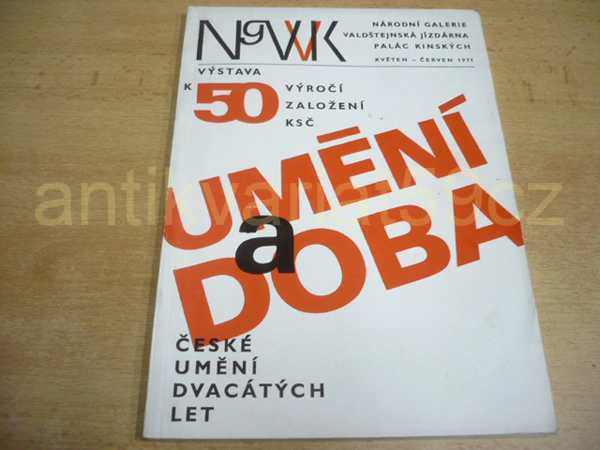 NgVVK
NÁRODNÍ GALERIE
VALDŠTEJNSKÁ JÍZDÁRNA
PALÁC KINSKÝCH
KVĚTEN – ČERVEN 1971
VÝSTAVA
K 50 VÝROČÍ
ZALOŽENÍ
KSČ
UMĚNÍ
a
DOBA
ČESKÉ
UMĚNÍ
DVACÁTÝCH
LET
antikvariat69cz